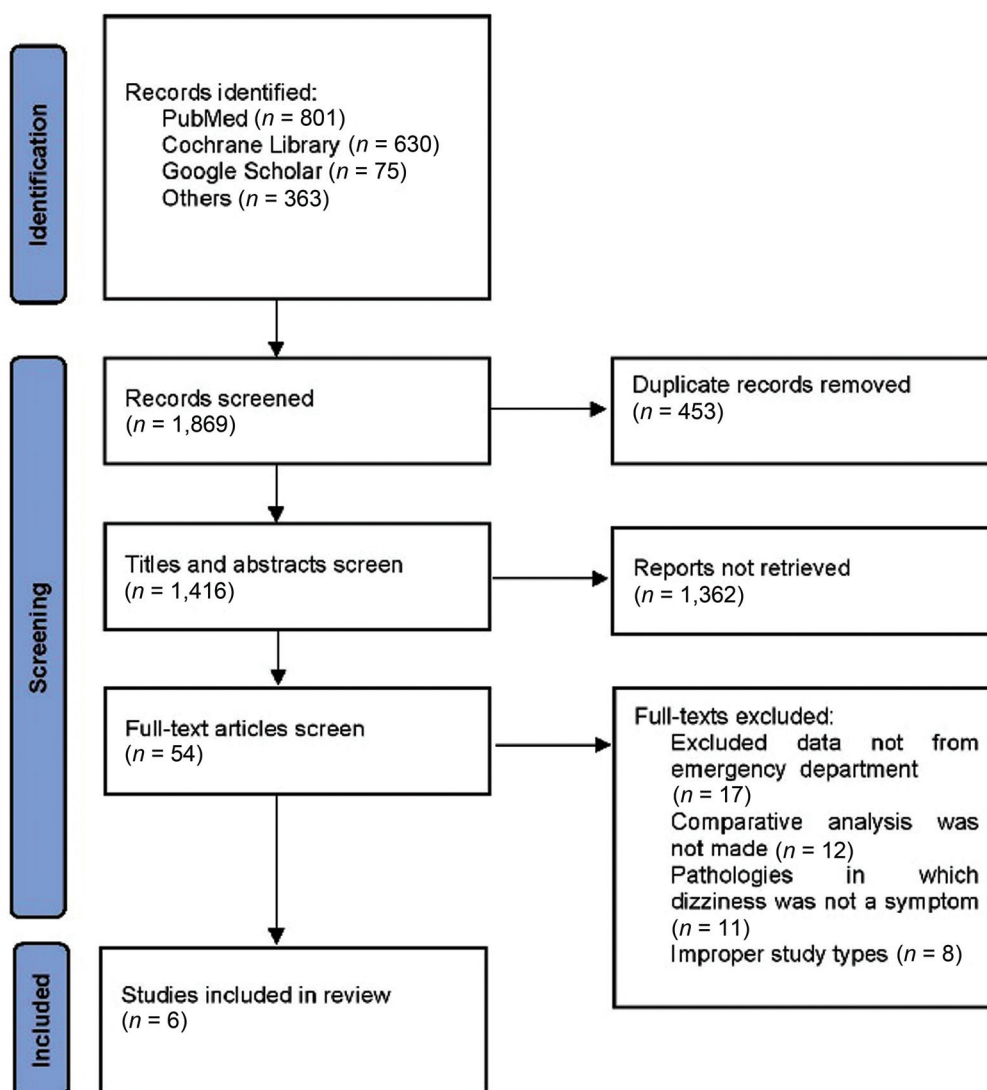 Identification
Records identified:
PubMed (n = 801)
Cochrane Library (n = 630)
Google Scholar (n = 75)
Others (n = 363)
Screening
Records screened
(n = 1,869)
Duplicate records removed
(n = 453)
Titles and abstracts screen
(n = 1,416)
Reports not retrieved
(n = 1,362)
Full-text articles screen
(n = 54)
Full-texts excluded:
Excluded data not from
emergency department
(n = 17)
Comparative analysis was
not made (n = 12)
Pathologies in which
dizziness was not a symptom
(n = 11)
Improper study types (n = 8)
Included
Studies included in review
(n = 6)